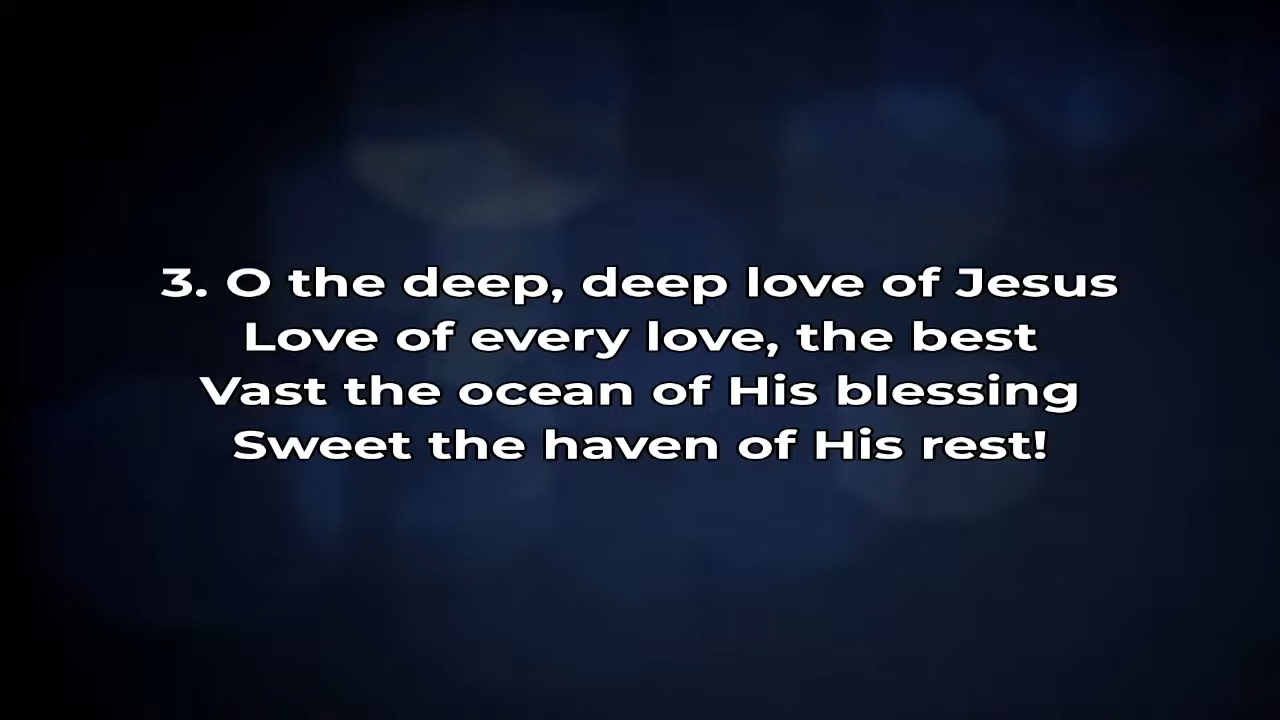 3. O the deep, deep love of Jesus
Love of every love, the best
Vast the ocean of His blessing
Sweet the haven of His rest!